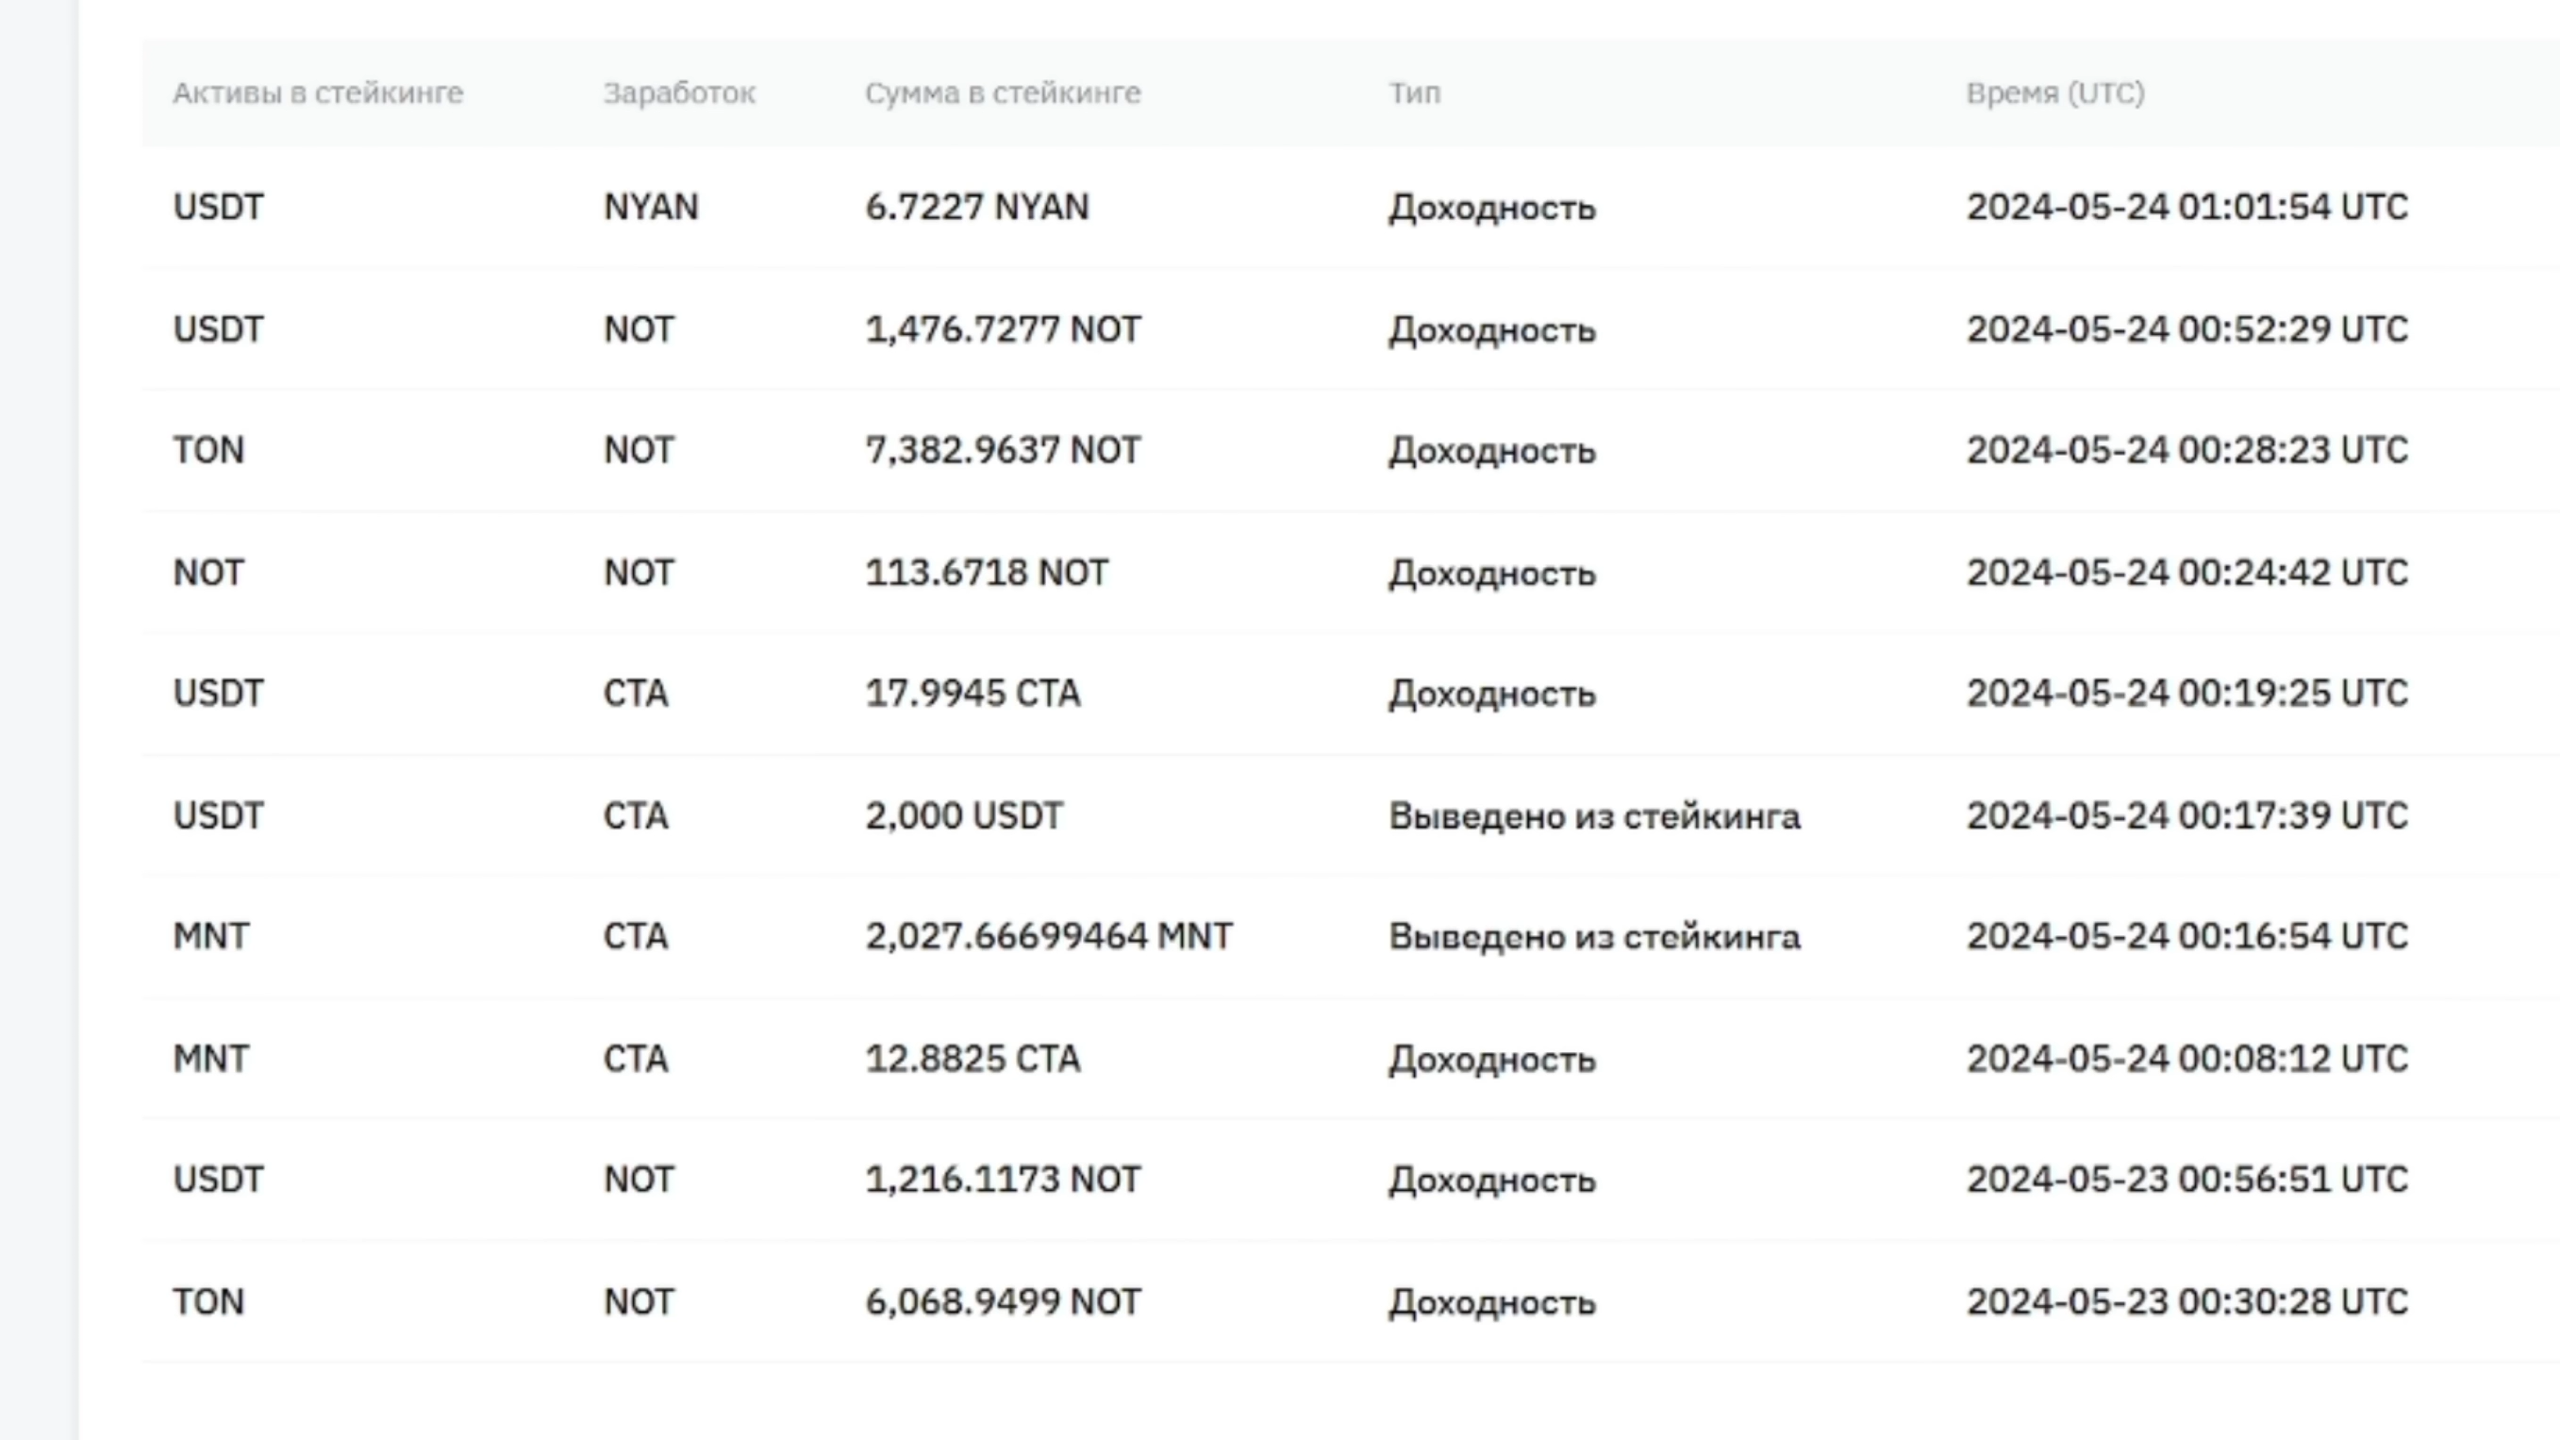 Активы в стейкинге Заработок Сумма в стейкинге Тип Время (UTC)
USDT NYAN 6.7227 NYAN Доходность 2024-05-24 01:01:54 UTC
USDT NOT 1,476.7277 NOT Доходность 2024-05-24 00:52:29 UTC
TON NOT 7,382.9637 NOT Доходность 2024-05-24 00:28:23 UTC
NOT NOT 113.6718 NOT Доходность 2024-05-24 00:24:42 UTC
USDT CTA 17.9945 CTA Доходность 2024-05-24 00:19:25 UTC
USDT CTA 2,000 USDT Выведено из стейкинга 2024-05-24 00:17:39 UTC
MNT CTA 2,027.66699464 MNT Выведено из стейкинга 2024-05-24 00:16:54 UTC
MNT CTA 12.8825 CTA Доходность 2024-05-24 00:08:12 UTC
USDT NOT 1,216.1173 NOT Доходность 2024-05-23 00:56:51 UTC
TON NOT 6,068.9499 NOT Доходность 2024-05-23 00:30:28 UTC